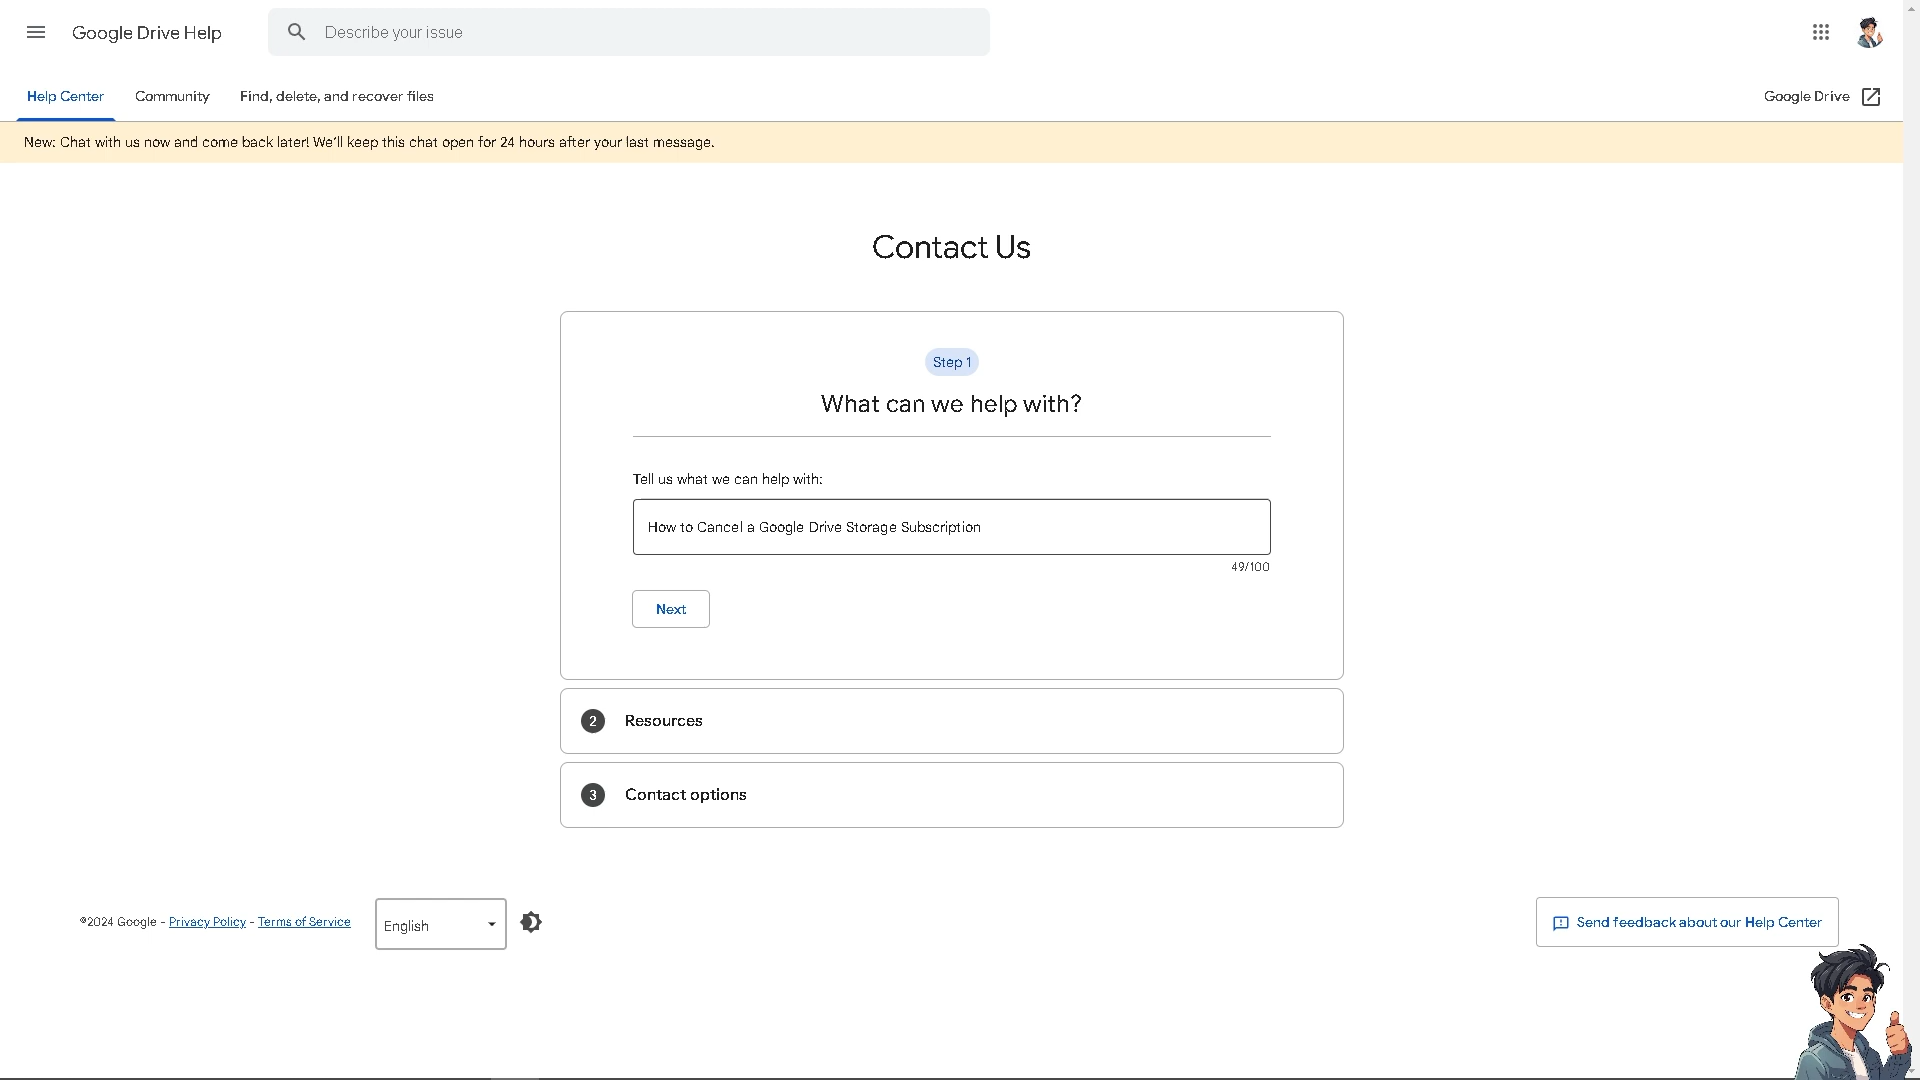 Google Drive Help
Describe your issue
Help Center
Community
Find, delete, and recover files
Google Drive
New: Chat with us now and come back later! We'll keep this chat open for 24 hours after your last message.
Contact Us
Step 1
What can we help with?
Tell us what we can help with:
How to Cancel a Google Drive Storage Subscription
49/100
Next
2 Resources
3 Contact options
©2024 Google - Privacy Policy - Terms of Service
English
Send feedback about our Help Center